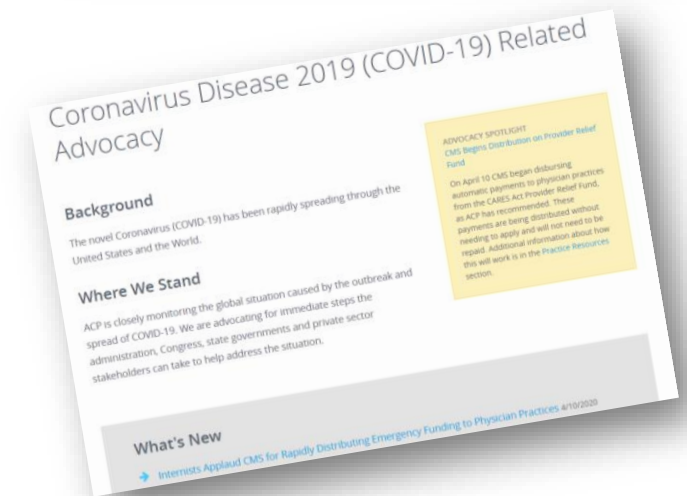 Coronavirus Disease 2019 (COVID-19) Related
Advocacy
Background
The novel Coronavirus (COVID-19) has been rapidly spreading through the
United States and the World.
Where We Stand
ACP is closely monitoring the global situation caused by the outbreak and
spread of COVID-19. We are advocating for immediate steps the
administration, Congress, state governments and private sector
stakeholders can take to help address the situation.
ADVOCACY SPOTLIGHT
CMS Begins Distribution on Provider Relief
Fund
On April 10 CMS began disbursing
automatic payments to physician practices
from the CARES Act Provider Relief Fund,
as ACP has recommended. These
payments are being distributed without
needing to apply and will not need to be
repaid. Additional information about how
this will work is in the Practice Resources
section.
What's New
Internists Applaud CMS for Rapidly Distributing Emergency Funding to Physician Practices 4/10/2020